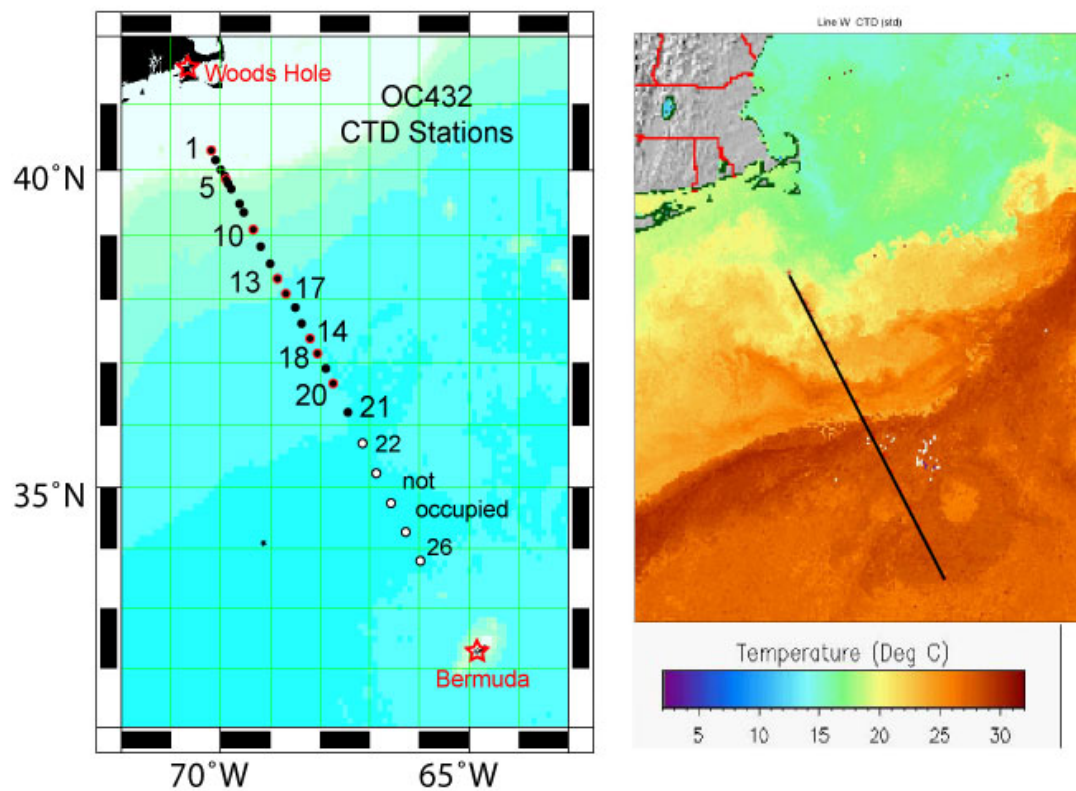 Woods Hole
OC432
CTD Stations
1
40°N
5
10
13
17
14
18
20
21
22
not
35°N
occupied
26
Bermuda
70°W
65°W
Line W CTD (std)
Temperature (Deg C)
5
10
15
20
25
30